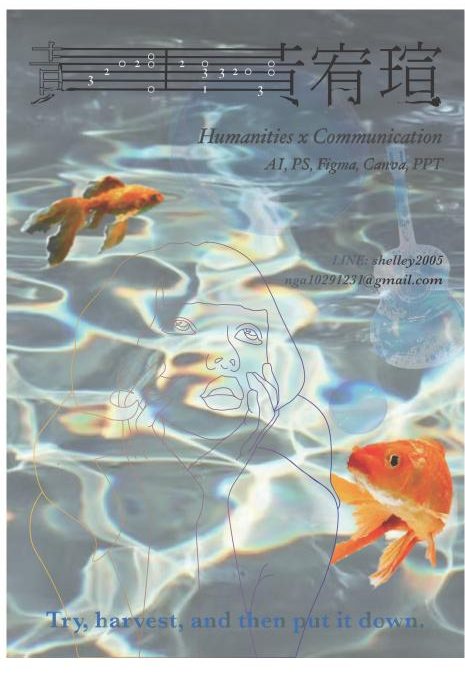 黃宥瑄
Humanities x Communication
AI, PS, Figma, Canva, PPT
LINE: shelley2005
nga10291231@gmail.com
Try, harvest, and then put it down.